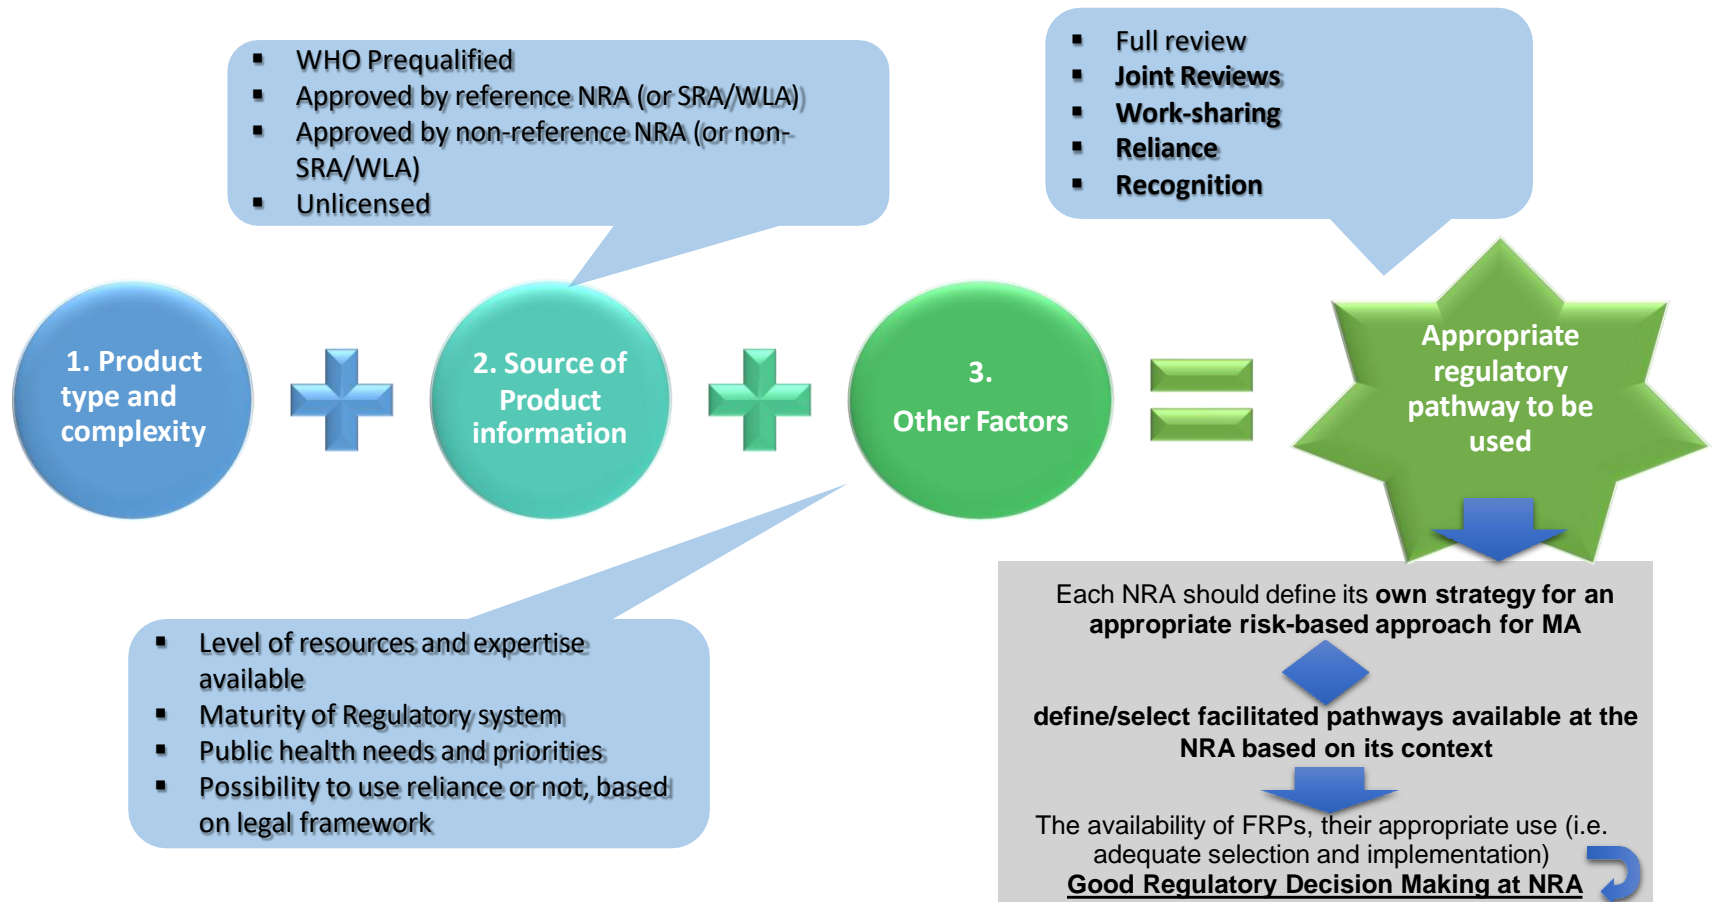 ▪ WHO Prequalified
▪ Approved by reference NRA (or SRA/WLA)
▪ Approved by non-reference NRA (or non-
SRA/WLA)
▪ Unlicensed
▪ Full review
▪ Joint Reviews
▪ Work-sharing
▪ Reliance
▪ Recognition
1. Product
type and
complexity
2. Source of
Product
information
3.
Other Factors
Appropriate
regulatory
pathway to be
used
▪ Level of resources and expertise
available
▪ Maturity of Regulatory system
▪ Public health needs and priorities
▪ Possibility to use reliance or not, based
on legal framework
Each NRA should define its own strategy for an
appropriate risk-based approach for MA
define/select facilitated pathways available at the
NRA based on its context
The availability of FRPs, their appropriate use (i.e.
adequate selection and implementation)
Good Regulatory Decision Making at NRA